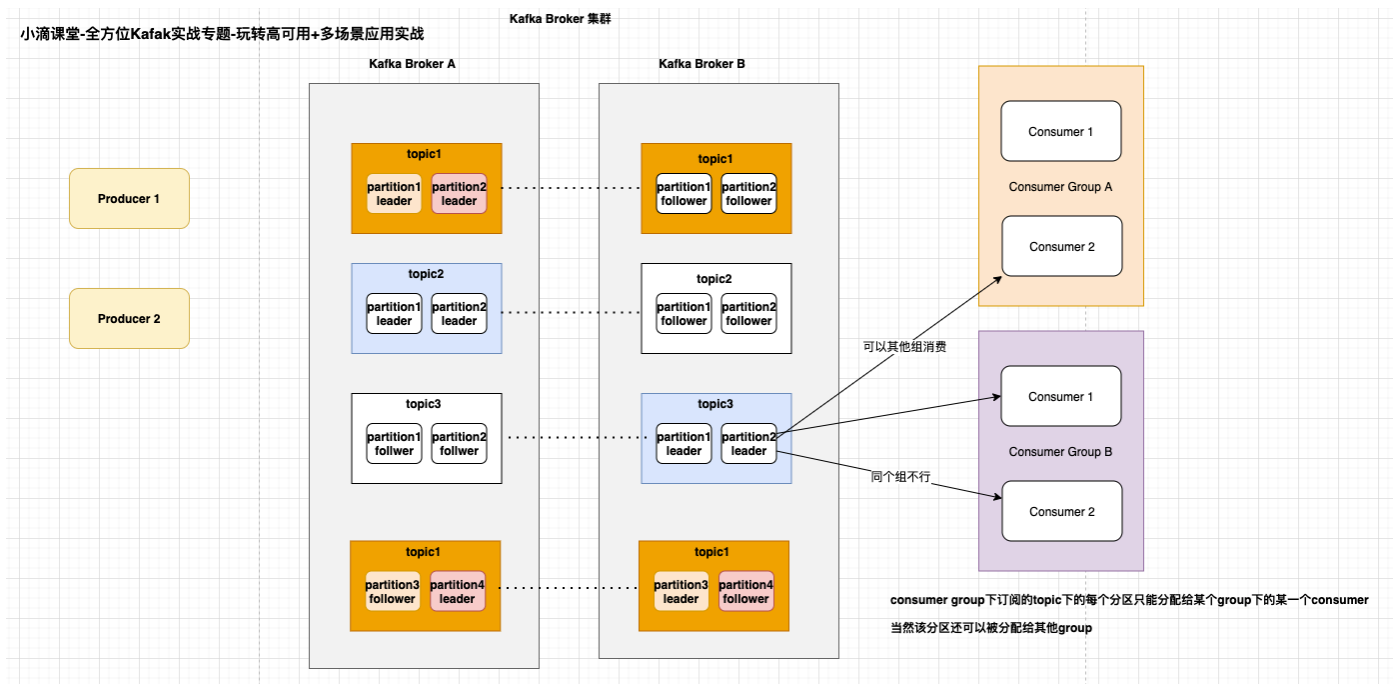 Kafka Broker 集群
小滴课堂-全方位Kafak实战专题-玩转高可用+多场景应用实战
Kafka Broker A
Kafka Broker B
Producer 1
Producer 2
topic1
partition1
leader
partition2
leader
topic2
partition1
leader
partition2
leader
topic3
partition1
follwer
partition2
follwer
topic1
partition3
follower
partition4
leader
topic1
partition1
follower
partition2
follower
topic2
partition1
follower
partition2
follower
topic3
partition1
leader
partition2
leader
topic1
partition3
leader
partition4
follower
可以其他组消费
同个组不行
Consumer 1
Consumer Group A
Consumer 2
Consumer 1
Consumer Group B
Consumer 2
consumer group下订阅的topic下的每个分区只能分配给某个group下的某一个consumer
当然该分区还可以被分配给其他group